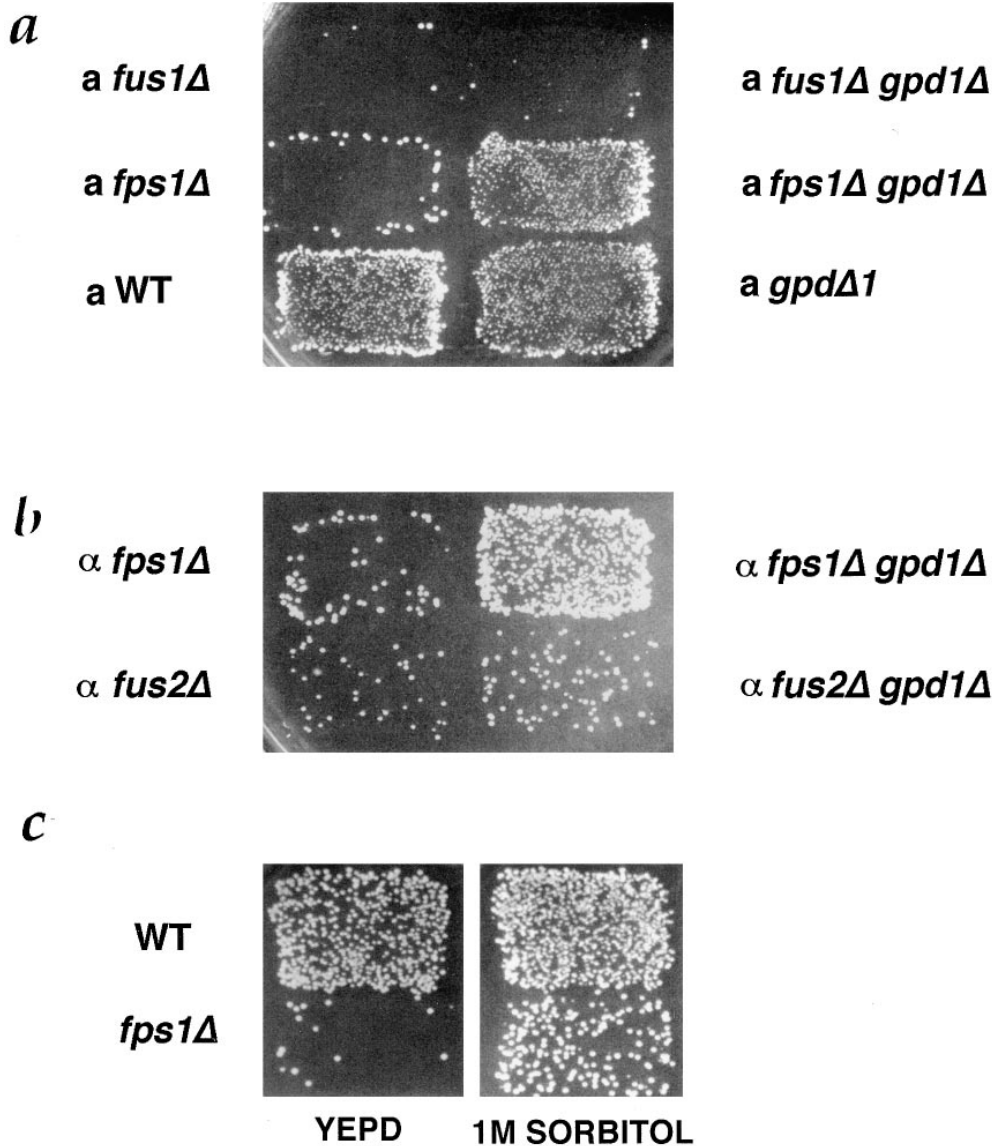 a
a fus1Δ
a fus1Δ gpd1Δ
a fps1Δ
a fps1Δ gpd1Δ
a WT
a gpdΔ1
b
α fps1Δ
α fps1Δ gpd1Δ
α fus2Δ
α fus2Δ gpd1Δ
c
WT
fps1Δ
YEPD
1M SORBITOL